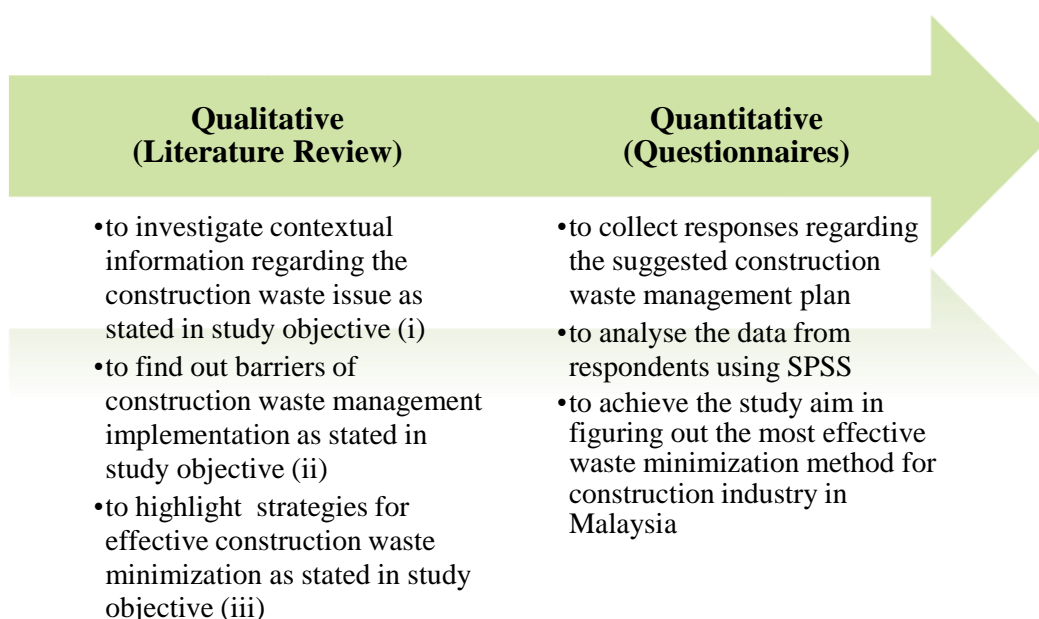 Qualitative
(Literature Review)
•to investigate contextual
information regarding the
construction waste issue as
stated in study objective (i)
•to find out barriers of
construction waste management
implementation as stated in
study objective (ii)
•to highlight  strategies for
effective construction waste
minimization as stated in study
objective (iii)
Quantitative
(Questionnaires)
•to collect responses regarding
the suggested construction
waste management plan
•to analyse the data from
respondents using SPSS
•to achieve the study aim in
figuring out the most effective
waste minimization method for
construction industry in
Malaysia